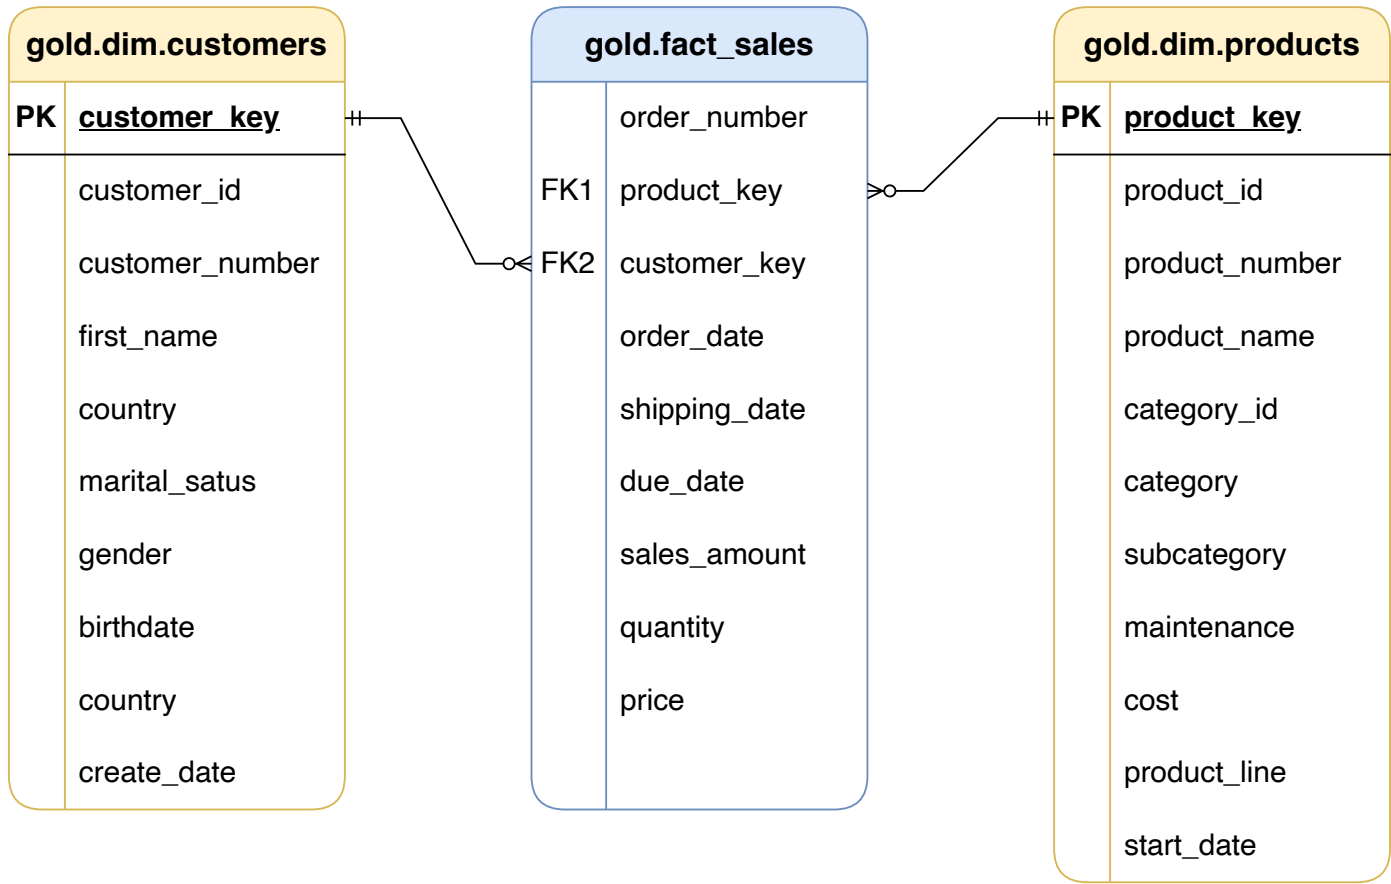 gold.dim.customers
PK customer_key
customer_id
customer_number
first_name
country
marital_satus
gender
birthdate
country
create_date
gold.fact_sales
order_number
FK1 product_key
FK2 customer_key
order_date
shipping_date
due_date
sales_amount
quantity
price
gold.dim.products
PK product_key
product_id
product_number
product_name
category_id
category
subcategory
maintenance
cost
product_line
start_date